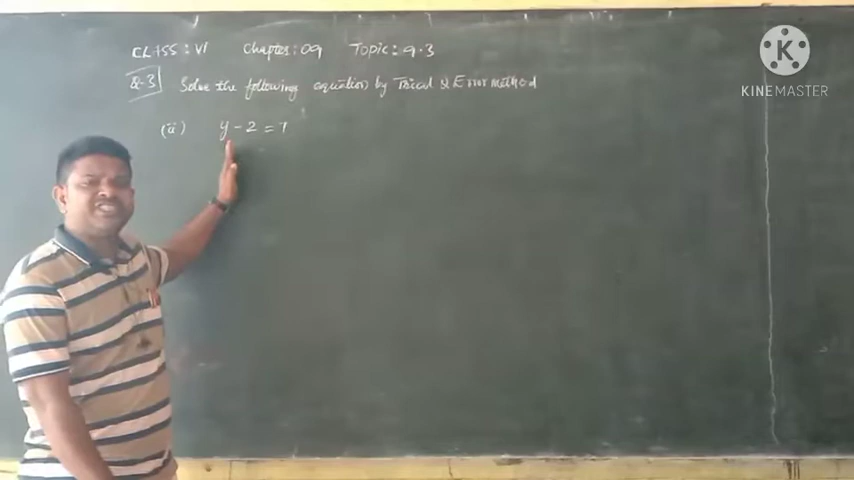 CLASS : VI Chapter : 09 Topic : 9.3
Q.3 Solve the following equation by Trical & Error method
(ii) y - 2 = 7
K
KINEMASTER